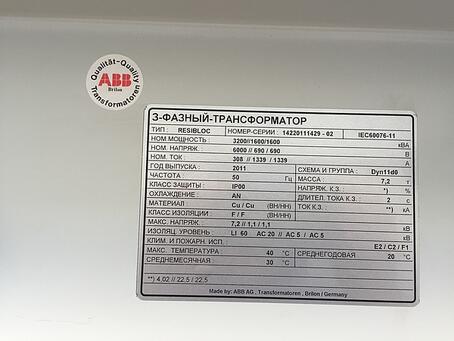 Qualität-Quality
ABB
Brilon
Transformatoren
3-ФАЗНЫЙ-ТРАНСФОРМАТОР
ТИП : RESIBLOC НОМЕР-СЕРИИ : 14220111429 - 02 IEC60076-11
НОМ МОЩНОСТЬ : 3200//1600/1600 кВА
НОМ. НАПРЯЖ. : 6000 // 690 / 690 В
НОМ. ТОК : 308 // 1339 / 1339 А
ГОД ВЫПУСКА : 2011 СХЕМА И ГРУППА : Dyn11d0
ЧАСТОТА : 50 Гц МАССА : 7,2 т
КЛАСС ЗАЩИТЫ : IP00 НАПРЯЖ. К.З. : *) %
ОХЛАЖДЕНИЕ : AN ДЛИТЕЛ. ТОКА К.З. : 2 с
МАТЕРИАЛ : Cu / Cu (ВН/НН) ТОК К.З. : **) кА
КЛАСС ИЗОЛЯЦИИ : F / F (ВН/НН)
МАКС. НАПРЯЖ. : 7,2 // 1,1 / 1,1 кВ
ИЗОЛЯЦ. УРОВЕНЬ : LI 60 AC 20 // AC 5 / AC 5 кВ
КЛИМ. И ПОЖАРН. ИСП. : E2 / C2 / F1
МАКС. ТЕМПЕРАТУРА : 40 °C СРЕДНЕГОДОВАЯ 20 °C
СРЕДНЕМЕСЯЧНАЯ : 30 °C
**) 4.02 // 22.5 / 22.5
Made by: ABB AG , Transformatoren , Brilon / Germany